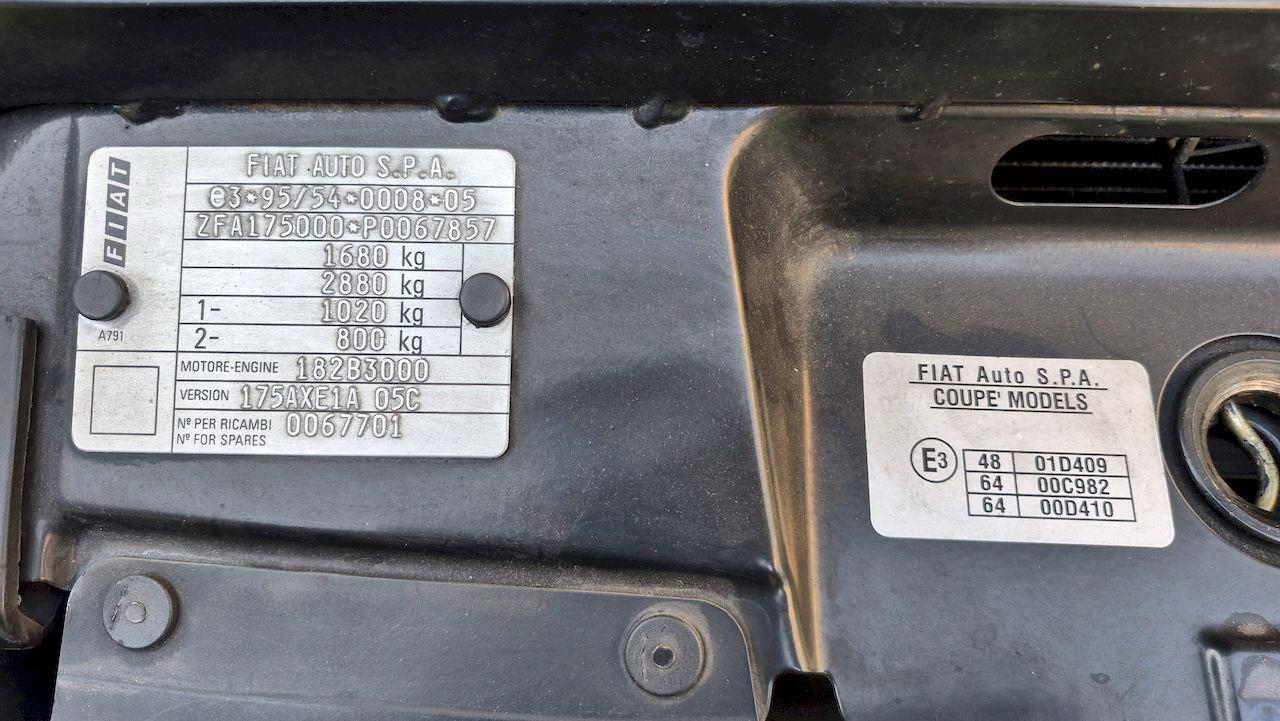 FIAT
FIAT AUTO S.P.A.
e3*95/54*0008*05
ZFA175000*P0067857
1680 kg
2880 kg
1- 1020 kg
2- 800 kg
A791
MOTORE-ENGINE 182B3000
VERSION 175AXE1A 05C
Nº PER RICAMBI
Nº FOR SPARES 0067701
FIAT Auto S.P.A.
COUPE' MODELS
E3
48 01D409
64 00C982
64 00D410